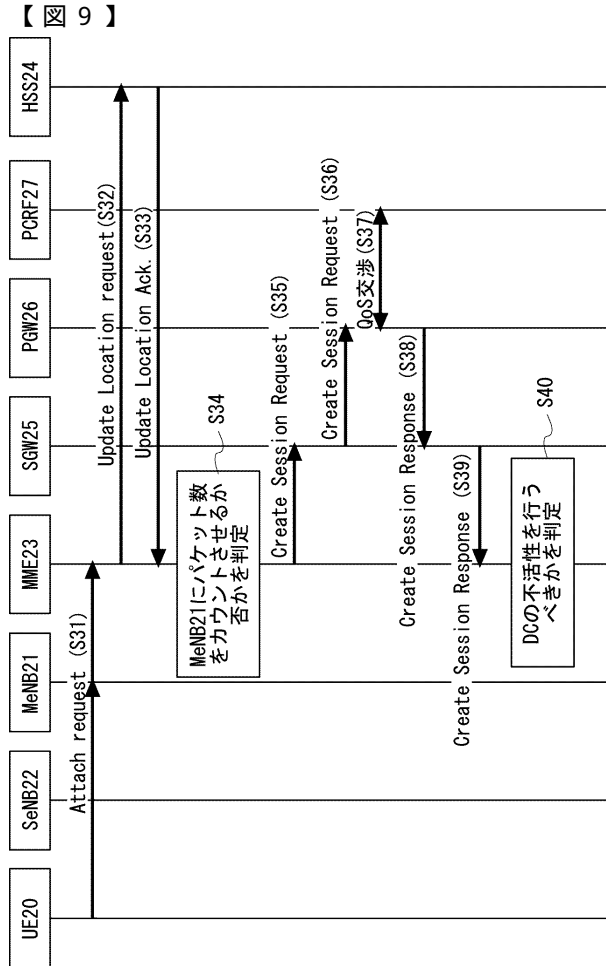 【図９】
UE20
SeNB22
MeNB21
MME23
SGW25
PGW26
PCRF27
HSS24
Attach request (S31)
Update Location request(S32)
Update Location Ack. (S33)
MeNB21にパケット数
をカウントさせるか
否かを判定
S34
Create Session Request (S35)
Create Session Request (S36)
QoS交渉(S37)
Create Session Response (S38)
Create Session Response (S39)
DCの不活性を行う
べきかを判定
S40